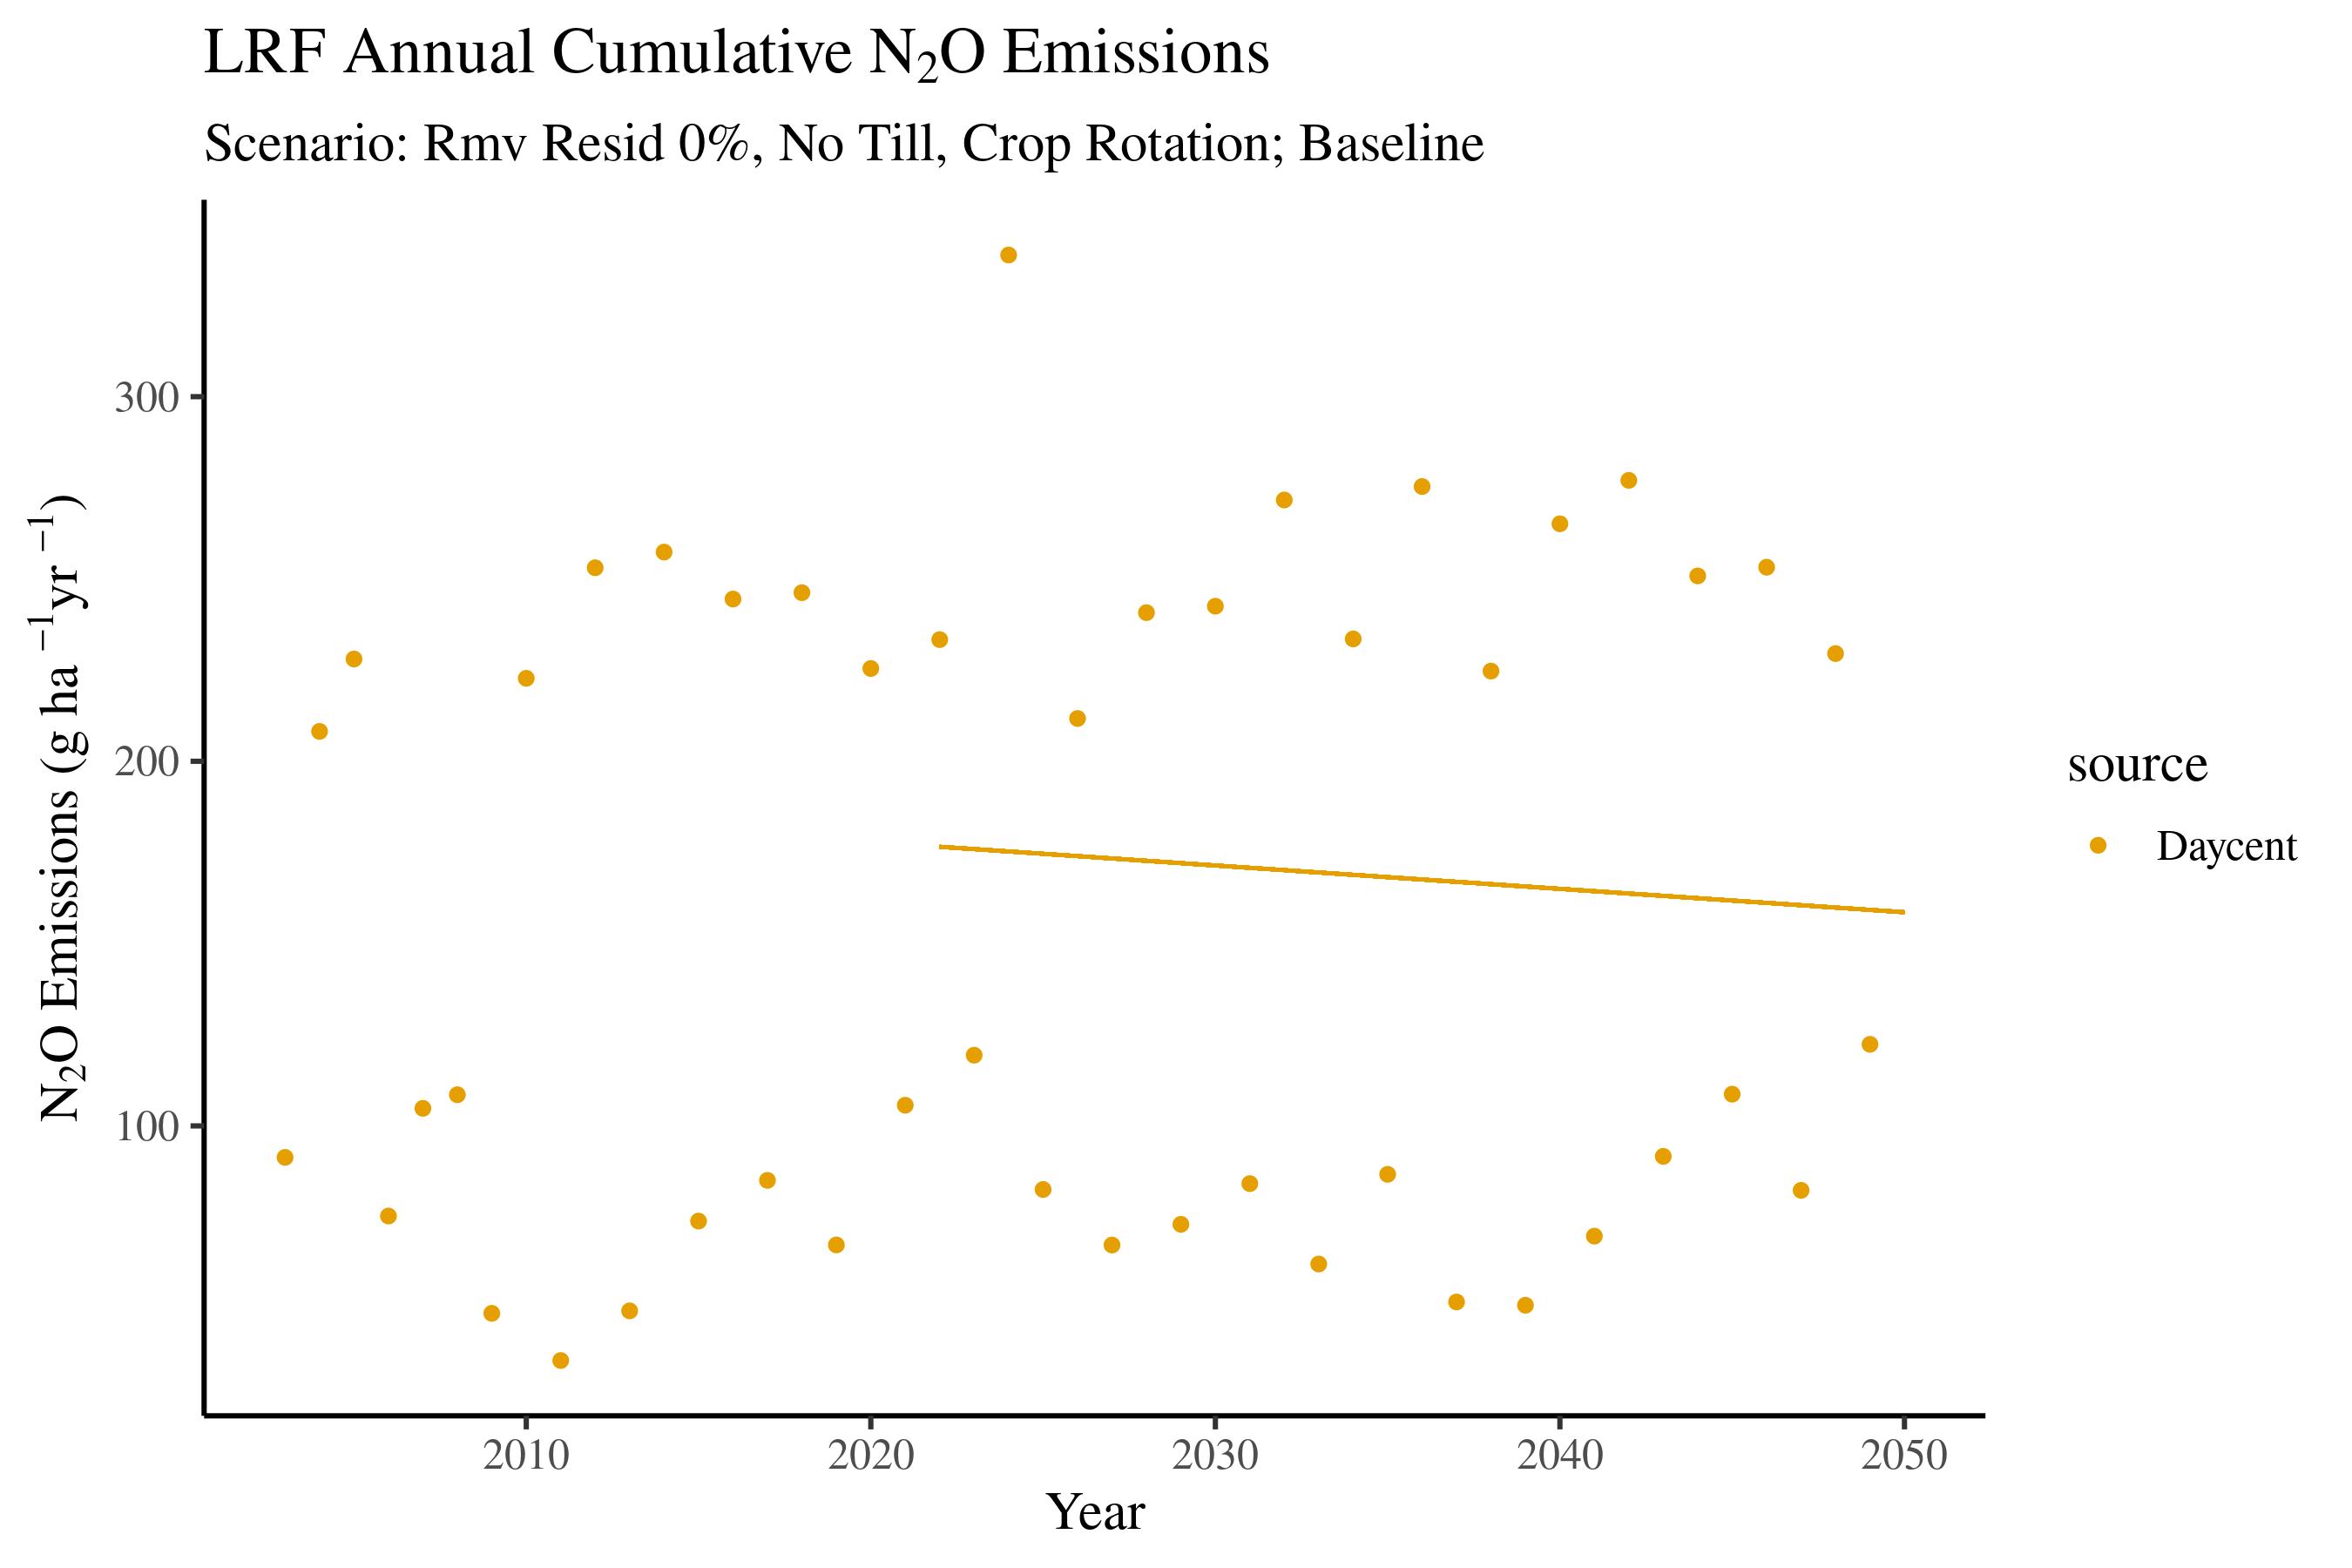 LRF Annual Cumulative N₂O Emissions
Scenario: Rmv Resid 0%, No Till, Crop Rotation; Baseline
N₂O Emissions (g ha⁻¹yr⁻¹)
300
200
100
2010 2020 2030 2040 2050
Year
source
Daycent